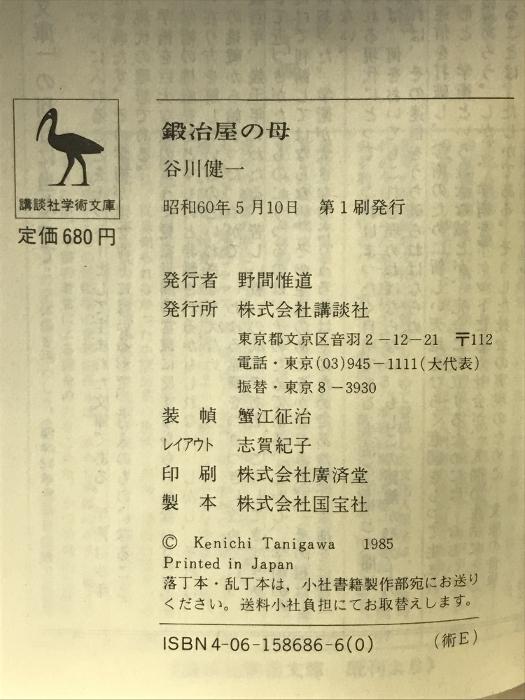 講談社学術文庫
定価680円
鍛冶屋の母
谷川健一
昭和60年5月10日 第1刷発行
発行者 野間惟道
発行所 株式会社講談社
東京都文京区音羽2-12-21 〒112
電話・東京(03)945-1111(大代表)
振替・東京8-3930
装 幀 蟹江征治
レイアウト 志賀紀子
印 刷 株式会社廣済堂
製 本 株式会社国宝社
© Kenichi Tanigawa 1985
Printed in Japan
落丁本・乱丁本は、小社書籍製作部宛にお送り
ください。送料小社負担にてお取替えします。
ISBN4-06-158686-6(0) (術E)